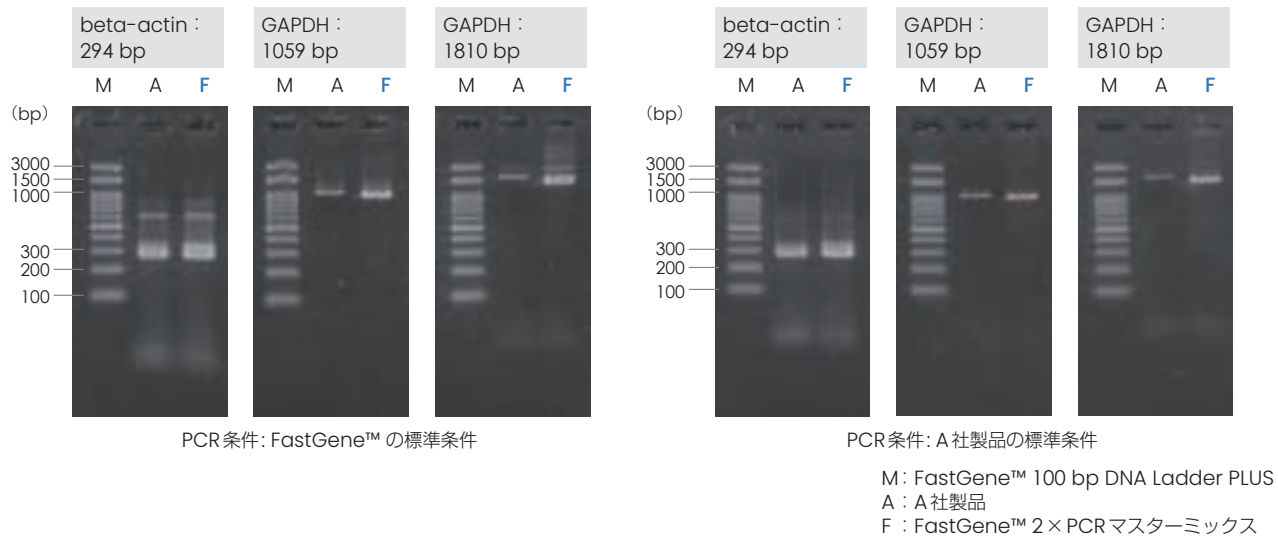 beta-actin：
294 bp
GAPDH：
1059 bp
GAPDH：
1810 bp
M A F
M A F
M A F
(bp)
3000
1500
1000
300
200
100
PCR条件: FastGene™ の標準条件
beta-actin：
294 bp
GAPDH：
1059 bp
GAPDH：
1810 bp
M A F
M A F
M A F
(bp)
3000
1500
1000
300
200
100
PCR条件: A社製品の標準条件
M：FastGene™ 100 bp DNA Ladder PLUS
A：A社製品
F：FastGene™ 2×PCRマスターミックス